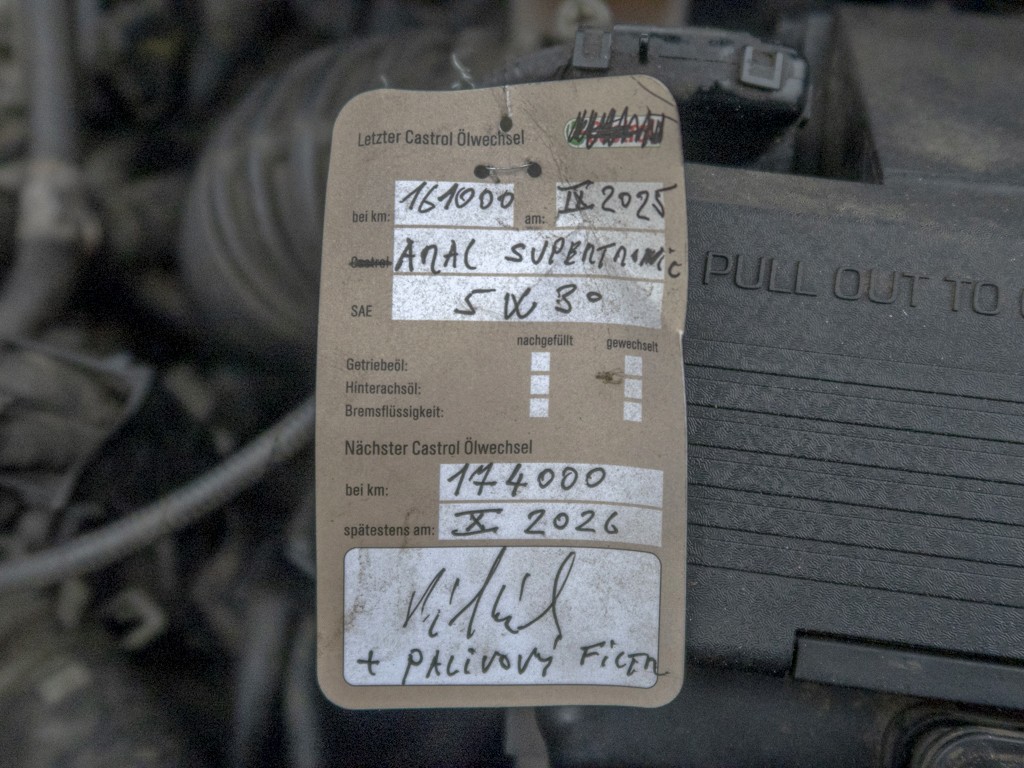 Letzter Castrol Ölwechsel
bei km: 161000 am: IX 2025
Castrol ARAL SUPERTRONIC
SAE 5W30
nachgefüllt gewechselt
Getriebeöl:
Hinterachsöl:
Bremsflüssigkeit:
Nächster Castrol Ölwechsel
bei km: 174000
spätestens am: IX 2026
+ PALIVOVÝ FILTR
PULL OUT TO